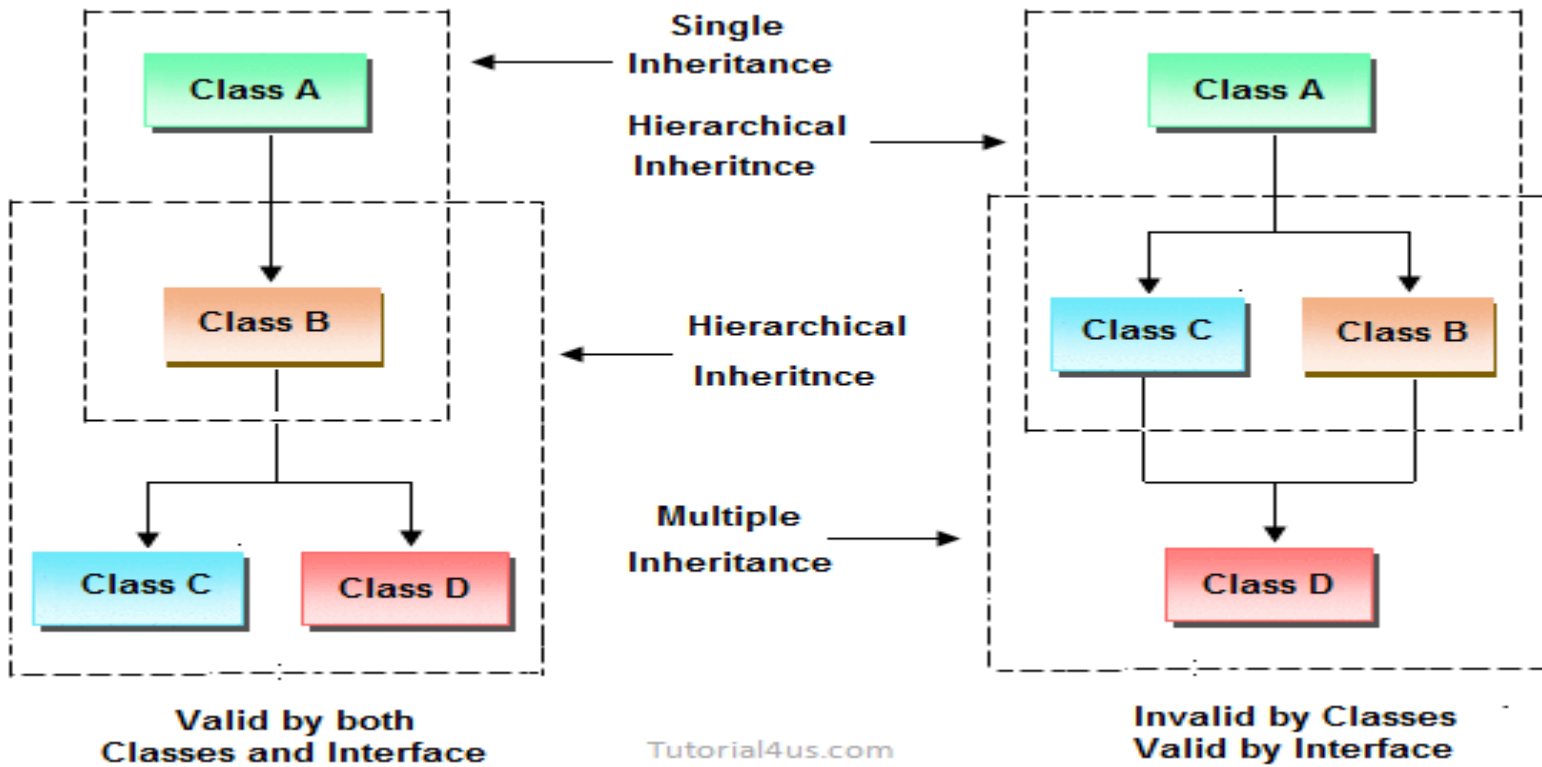 Single
Inheritance
Class A
Class A
Hierarchical
Inheritnce
Class B
Hierarchical
Inheritnce
Class C
Class B
Multiple
Inheritance
Class C
Class D
Class D
Valid by both
Classes and Interface
Tutorial4us.com
Invalid by Classes
Valid by Interface